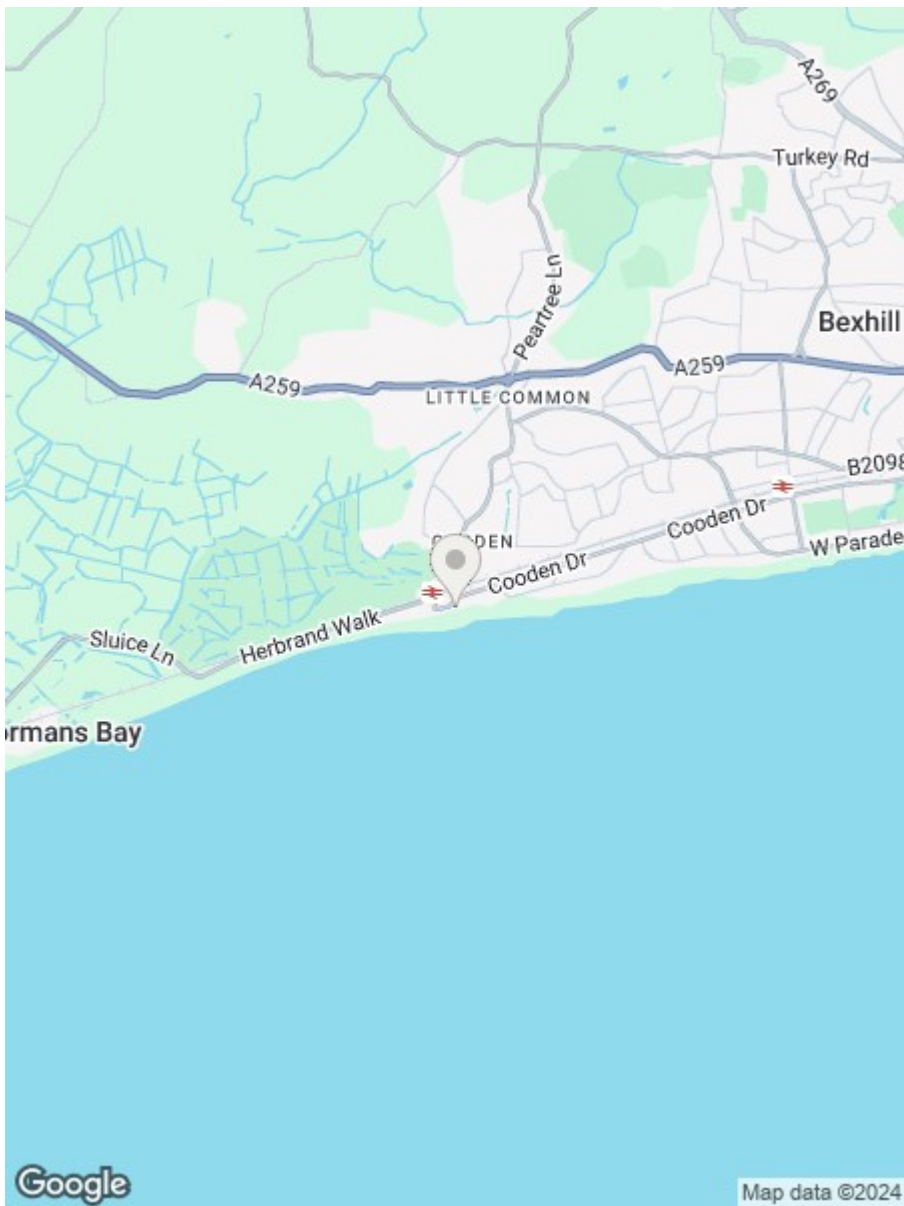 A269
Turkey Rd
Peartree Ln
Bexhill
A259
A259
LITTLE COMMON
B2098
Cooden Dr
W Parade
Cooden Dr
Herbrand Walk
Sluice Ln
ormans Bay
Google
Map data ©2024